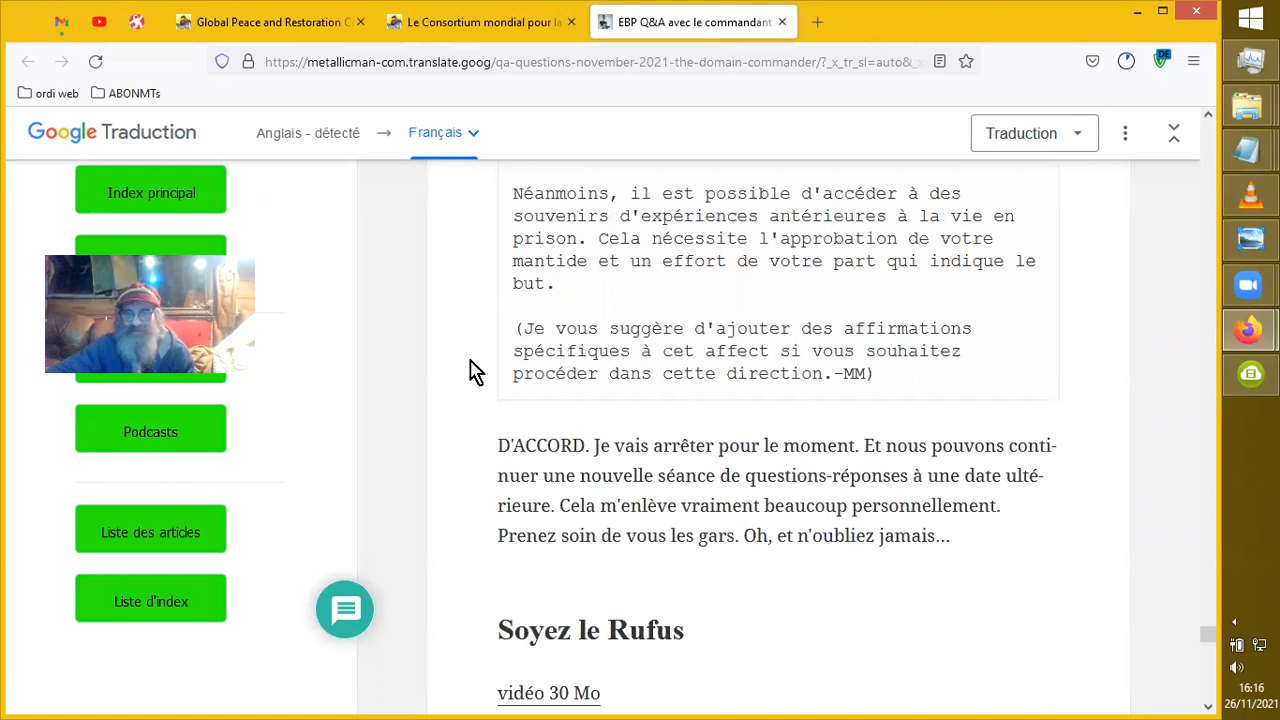 Global Peace and Restoration C
Le Consortium mondial pour la
EBP Q&A avec le commandant
https://metallicman-com.translate.goog/qa-questions-november-2021-the-domain-commander/?_x_tr_sl=auto&_x
DE
ordi web
ABONMTs
Google Traduction
Anglais - détecté
Français
Traduction
Index principal
Podcasts
Liste des articles
Liste d'index
Néanmoins, il est possible d'accéder à des
souvenirs d'expériences antérieures à la vie en
prison. Cela nécessite l'approbation de votre
mantide et un effort de votre part qui indique le
but.
(Je vous suggère d'ajouter des affirmations
spécifiques à cet affect si vous souhaitez
procéder dans cette direction.-MM)
D'ACCORD. Je vais arrêter pour le moment. Et nous pouvons conti-
nuer une nouvelle séance de questions-réponses à une date ulté-
rieure. Cela m'enlève vraiment beaucoup personnellement.
Prenez soin de vous les gars. Oh, et n'oubliez jamais…
Soyez le Rufus
vidéo 30 Mo
16:16
26/11/2021